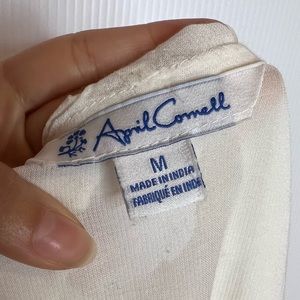 April Cornell
M
MADE IN INDIA
FABRIQUÉ EN INDE